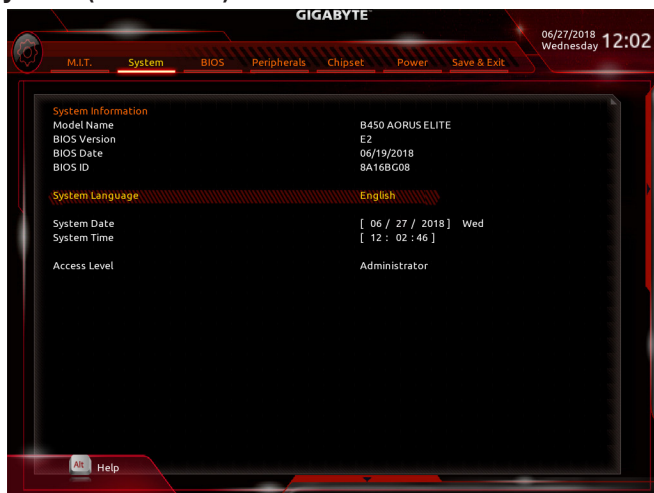 GIGABYTE
06/27/2018
Wednesday
12:02
M.I.T. System BIOS Peripherals Chipset Power Save & Exit
System Information
Model Name B450 AORUS ELITE
BIOS Version E2
BIOS Date 06/19/2018
BIOS ID 8A16BG08
System Language English
System Date [ 06 / 27 / 2018 ] Wed
System Time [ 12 : 02 : 46 ]
Access Level Administrator
Alt Help